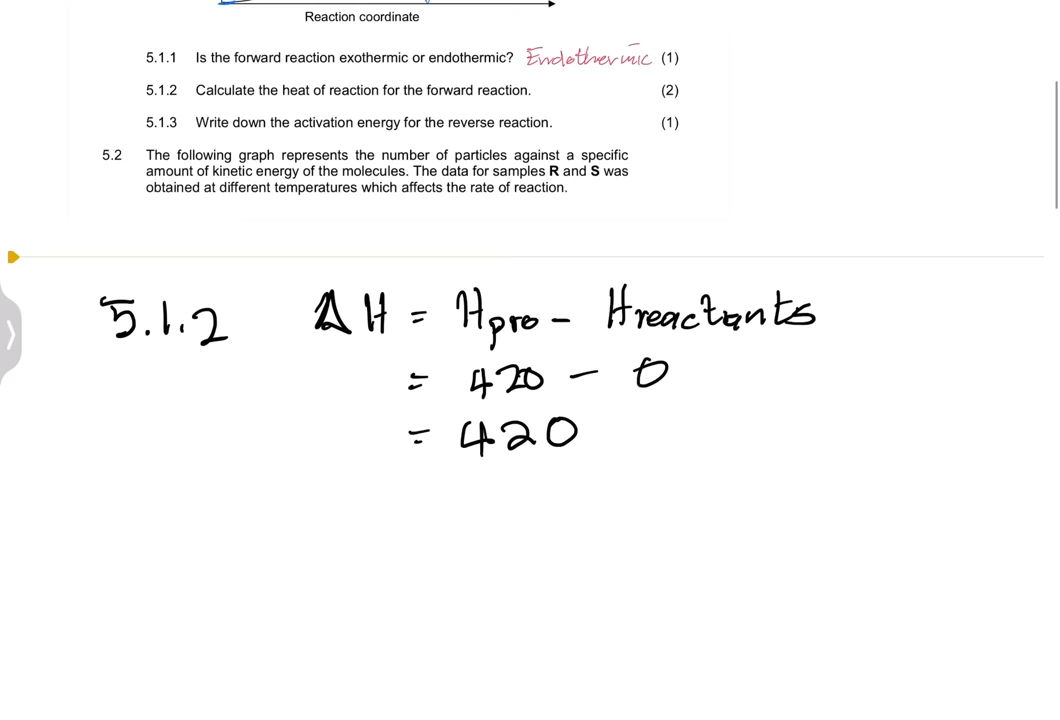 Reaction coordinate
5.1.1 Is the forward reaction exothermic or endothermic? Endothermic (1)
5.1.2 Calculate the heat of reaction for the forward reaction. (2)
5.1.3 Write down the activation energy for the reverse reaction. (1)
5.2 The following graph represents the number of particles against a specific
amount of kinetic energy of the molecules. The data for samples R and S was
obtained at different temperatures which affects the rate of reaction.
5.1.2 ΔH = Hpro - Hreactants
= 420 - 0
= 420